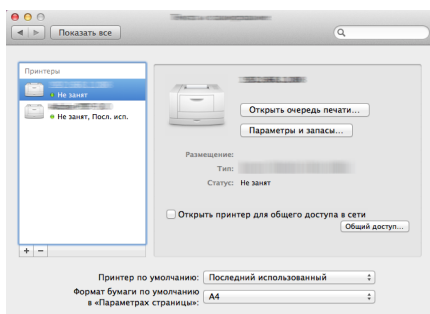 Показать все
Принтеры
Не занят
Не занят, Посл. исп.
Открыть очередь печати...
Параметры и запасы...
Размещение:
Тип:
Статус: Не занят
Открыть принтер для общего доступа в сети
Общий доступ...
+ −
Принтер по умолчанию: Последний использованный
Формат бумаги по умолчанию
в «Параметрах страницы»: A4